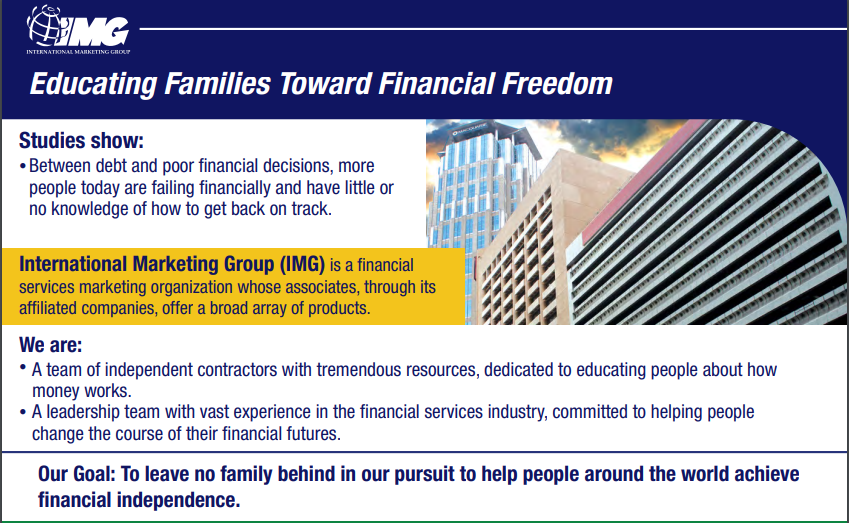 IMG
INTERNATIONAL MARKETING GROUP
Educating Families Toward Financial Freedom
Studies show:
• Between debt and poor financial decisions, more
people today are failing financially and have little or
no knowledge of how to get back on track.
International Marketing Group (IMG) is a financial
services marketing organization whose associates, through its
affiliated companies, offer a broad array of products.
We are:
• A team of independent contractors with tremendous resources, dedicated to educating people about how
money works.
• A leadership team with vast experience in the financial services industry, committed to helping people
change the course of their financial futures.
Our Goal: To leave no family behind in our pursuit to help people around the world achieve
financial independence.